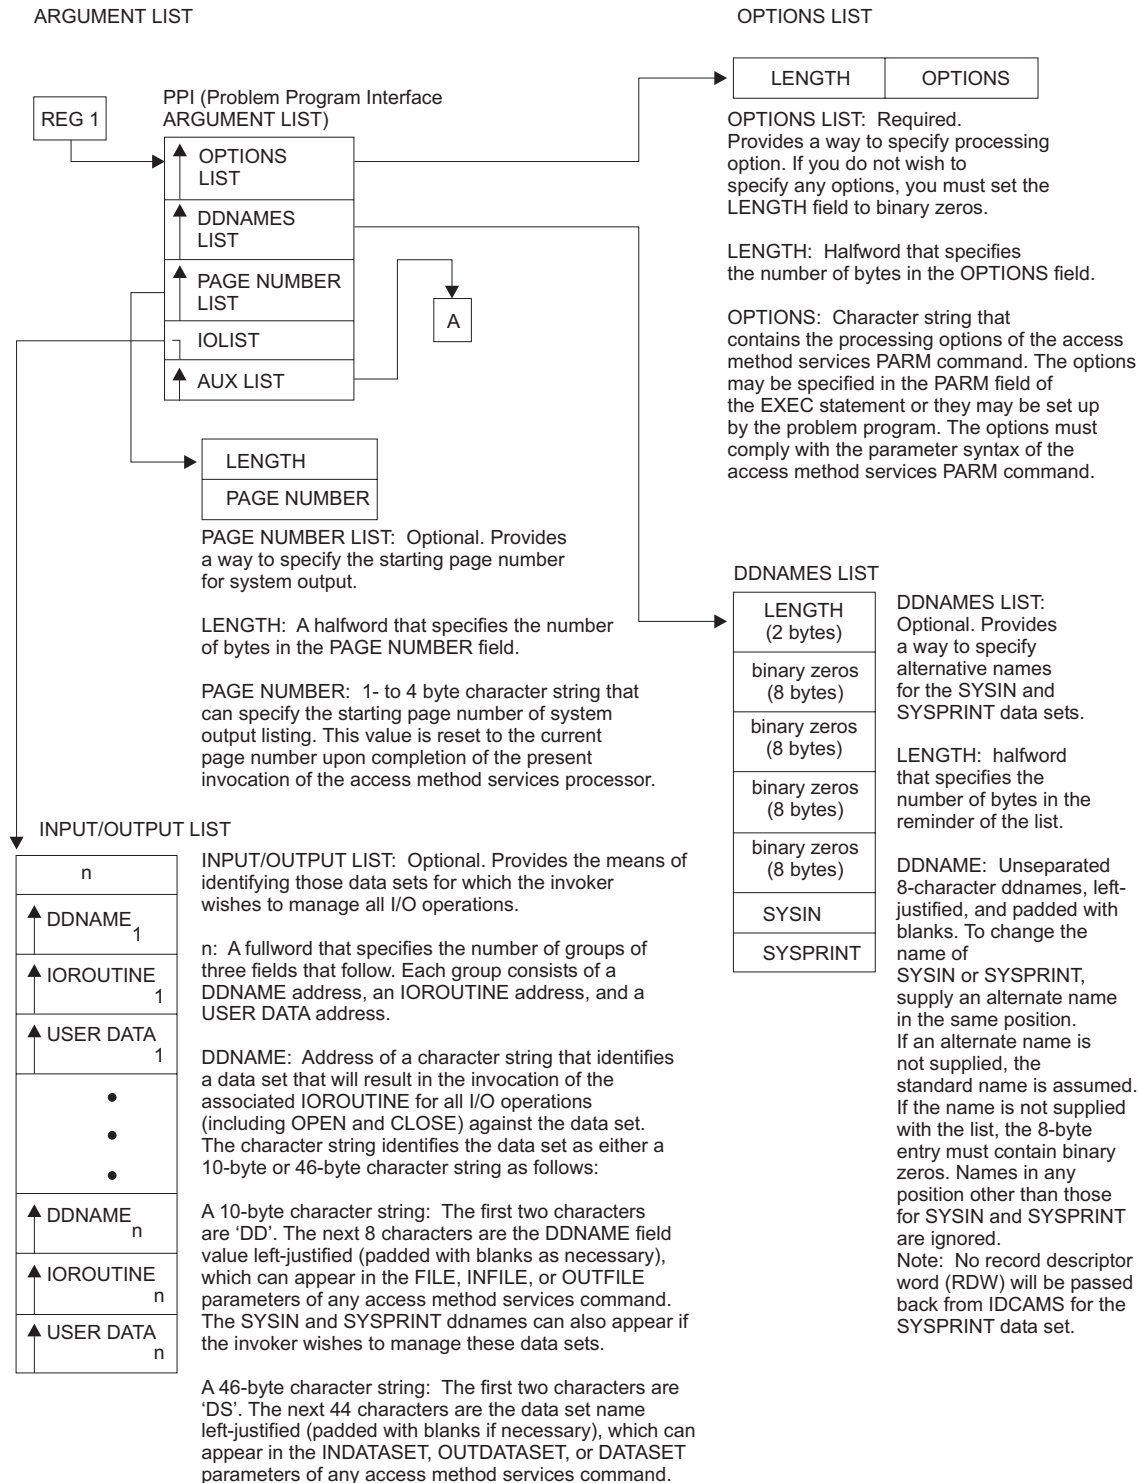 ARGUMENT LIST
OPTIONS LIST
REG 1
PPI (Problem Program Interface
ARGUMENT LIST)
OPTIONS
LIST
DDNAMES
LIST
PAGE NUMBER
LIST
IOLIST
AUX LIST
A
LENGTH
OPTIONS
OPTIONS LIST: Required.
Provides a way to specify processing
option. If you do not wish to
specify any options, you must set the
LENGTH field to binary zeros.
LENGTH: Halfword that specifies
the number of bytes in the OPTIONS field.
OPTIONS: Character string that
contains the processing options of the access
method services PARM command. The options
may be specified in the PARM field of
the EXEC statement or they may be set up
by the problem program. The options must
comply with the parameter syntax of the
access method services PARM command.
LENGTH
PAGE NUMBER
PAGE NUMBER LIST: Optional. Provides
a way to specify the starting page number
for system output.
LENGTH: A halfword that specifies the number
of bytes in the PAGE NUMBER field.
PAGE NUMBER: 1- to 4 byte character string that
can specify the starting page number of system
output listing. This value is reset to the current
page number upon completion of the present
invocation of the access method services processor.
DDNAMES LIST
LENGTH
(2 bytes)
binary zeros
(8 bytes)
binary zeros
(8 bytes)
binary zeros
(8 bytes)
binary zeros
(8 bytes)
SYSIN
SYSPRINT
DDNAMES LIST:
Optional. Provides
a way to specify
alternative names
for the SYSIN and
SYSPRINT data sets.
LENGTH: halfword
that specifies the
number of bytes in the
reminder of the list.
DDNAME: Unseparated
8-character ddnames, left-
justified, and padded with
blanks. To change the
name of
SYSIN or SYSPRINT,
supply an alternate name
in the same position.
If an alternate name is
not supplied, the
standard name is assumed.
If the name is not supplied
with the list, the 8-byte
entry must contain binary
zeros. Names in any
position other than those
for SYSIN and SYSPRINT
are ignored.
Note: No record descriptor
word (RDW) will be passed
back from IDCAMS for the
SYSPRINT data set.
INPUT/OUTPUT LIST
n
DDNAME 1
IOROUTINE 1
USER DATA 1
DDNAME n
IOROUTINE n
USER DATA n
INPUT/OUTPUT LIST: Optional. Provides the means of
identifying those data sets for which the invoker
wishes to manage all I/O operations.
n: A fullword that specifies the number of groups of
three fields that follow. Each group consists of a
DDNAME address, an IOROUTINE address, and a
USER DATA address.
DDNAME: Address of a character string that identifies
a data set that will result in the invocation of the
associated IOROUTINE for all I/O operations
(including OPEN and CLOSE) against the data set.
The character string identifies the data set as either a
10-byte or 46-byte character string as follows:
A 10-byte character string: The first two characters
are ‘DD’. The next 8 characters are the DDNAME field
value left-justified (padded with blanks as necessary),
which can appear in the FILE, INFILE, or OUTFILE
parameters of any access method services command.
The SYSIN and SYSPRINT ddnames can also appear if
the invoker wishes to manage these data sets.
A 46-byte character string: The first two characters are
‘DS’. The next 44 characters are the data set name
left-justified (padded with blanks if necessary), which can
appear in the INDATASET, OUTDATASET, or DATASET
parameters of any access method services command.